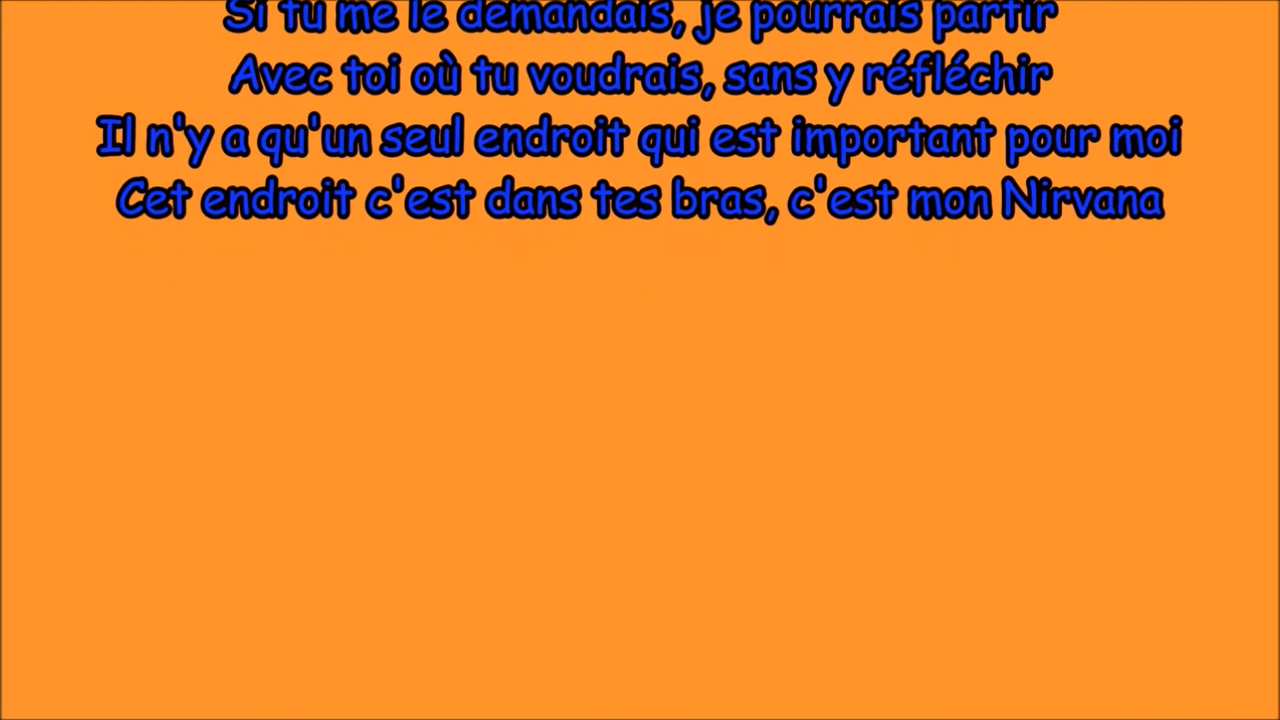 Si tu me le demandais, je pourrais partir
Avec toi où tu voudrais, sans y réfléchir
Il n'y a qu'un seul endroit qui est important pour moi
Cet endroit c'est dans tes bras, c'est mon Nirvana